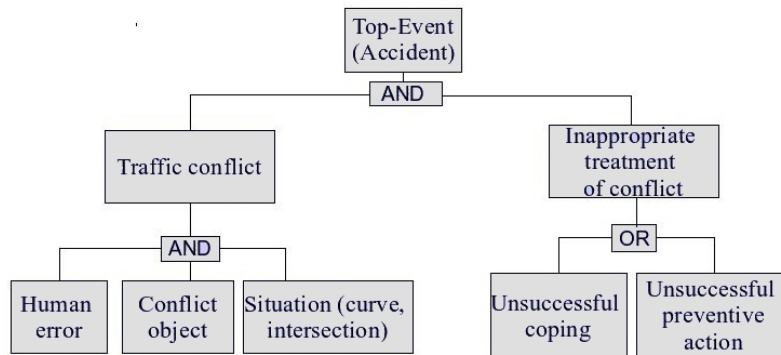 Top-Event
(Accident)
AND
Traffic conflict
Inappropriate
treatment
of conflict
AND
OR
Human
error
Conflict
object
Situation (curve,
intersection)
Unsuccessful
coping
Unsuccessful
preventive
action